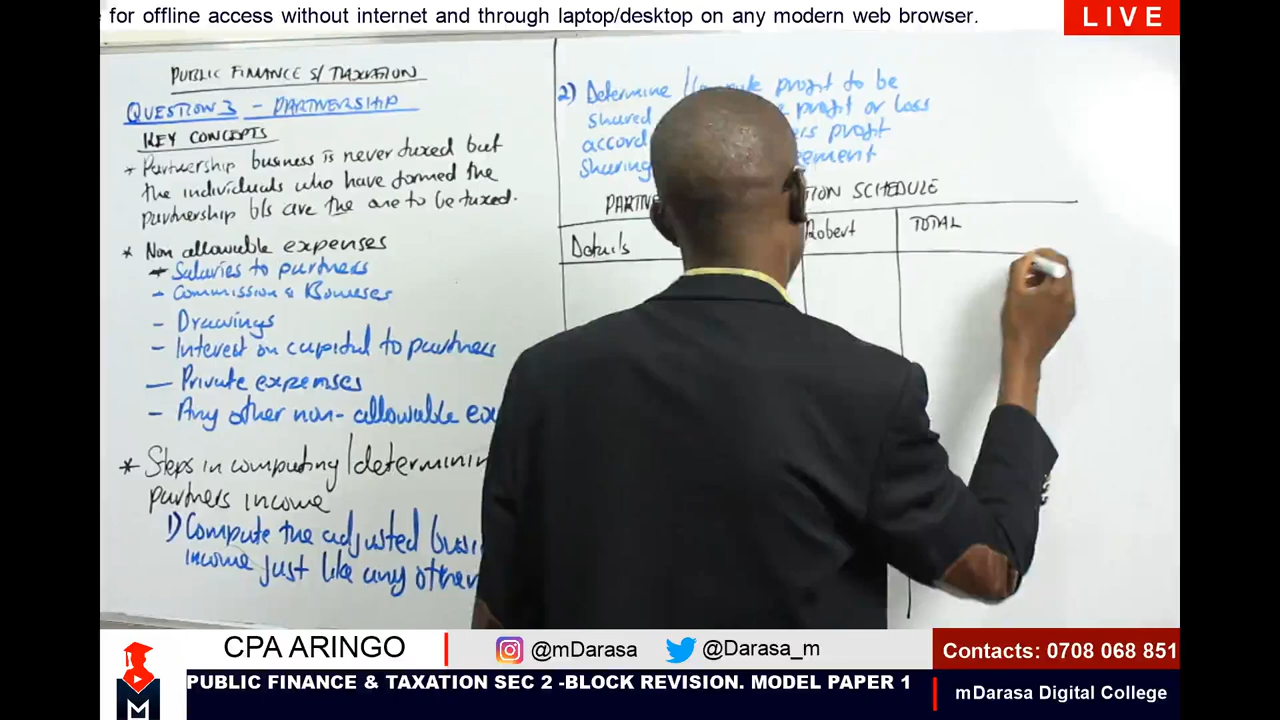 for offline access without internet and through laptop/desktop on any modern web browser.
LIVE
PUBLIC FINANCE S/ TAXATION
QUESTION 3 - PARTNERSHIP
KEY CONCEPTS
* Partnership business is never taxed but
the individuals who have formed the
partnership b/s are the one to be taxed.
* Non allowable expenses
- Salaries to partners
- Commission & Bonuses
- Drawings
- Interest on capital to partners
- Private expenses
- Any other non-allowable
* Steps in computing/determinin
partners income
1) Compute the adjusted busi
income just like any other
2) Determine profit to be
shared profit or loss
accord ers profit
Sharing eement
PARTNE TION SCHEDULE
Details Robert TOTAL
CPA ARINGO @mDarasa @Darasa_m Contacts: 0708 068 851
PUBLIC FINANCE & TAXATION SEC 2 -BLOCK REVISION. MODEL PAPER 1
mDarasa Digital College
M